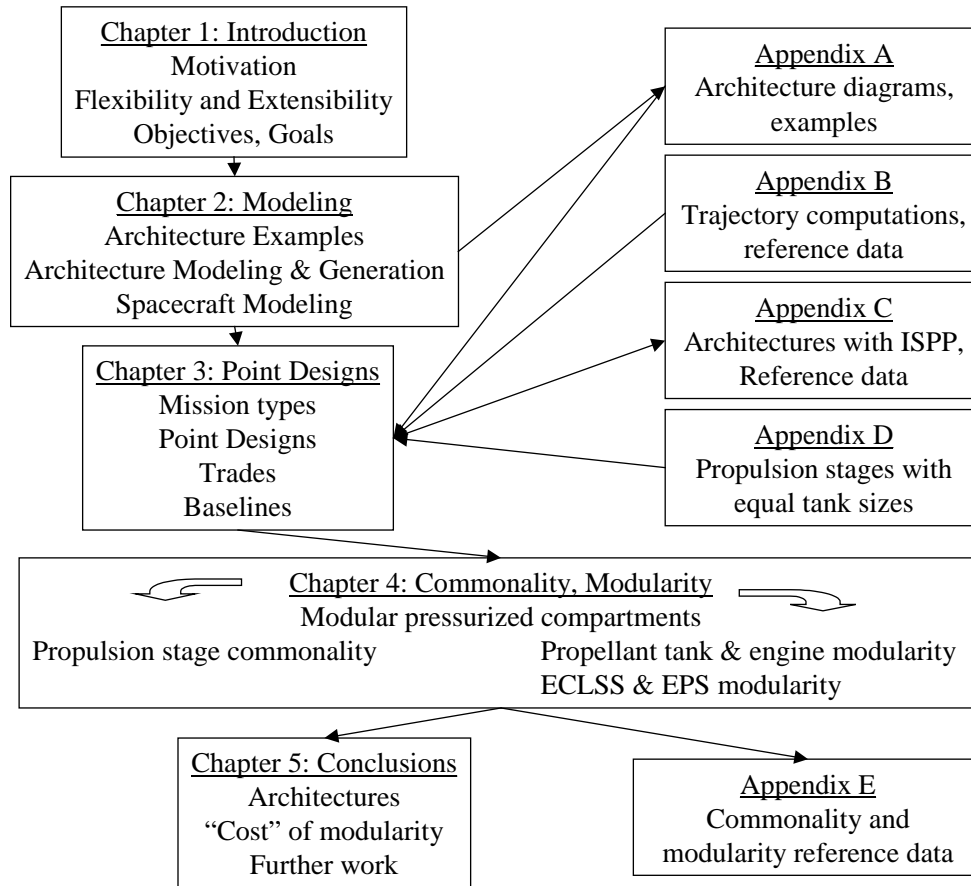 Chapter 1: Introduction
Motivation
Flexibility and Extensibility
Objectives, Goals
Chapter 2: Modeling
Architecture Examples
Architecture Modeling & Generation
Spacecraft Modeling
Chapter 3: Point Designs
Mission types
Point Designs
Trades
Baselines
Appendix A
Architecture diagrams,
examples
Appendix B
Trajectory computations,
reference data
Appendix C
Architectures with ISPP,
Reference data
Appendix D
Propulsion stages with
equal tank sizes
Chapter 4: Commonality, Modularity
Modular pressurized compartments
Propulsion stage commonality
Propellant tank & engine modularity
ECLSS & EPS modularity
Chapter 5: Conclusions
Architectures
“Cost” of modularity
Further work
Appendix E
Commonality and
modularity reference data